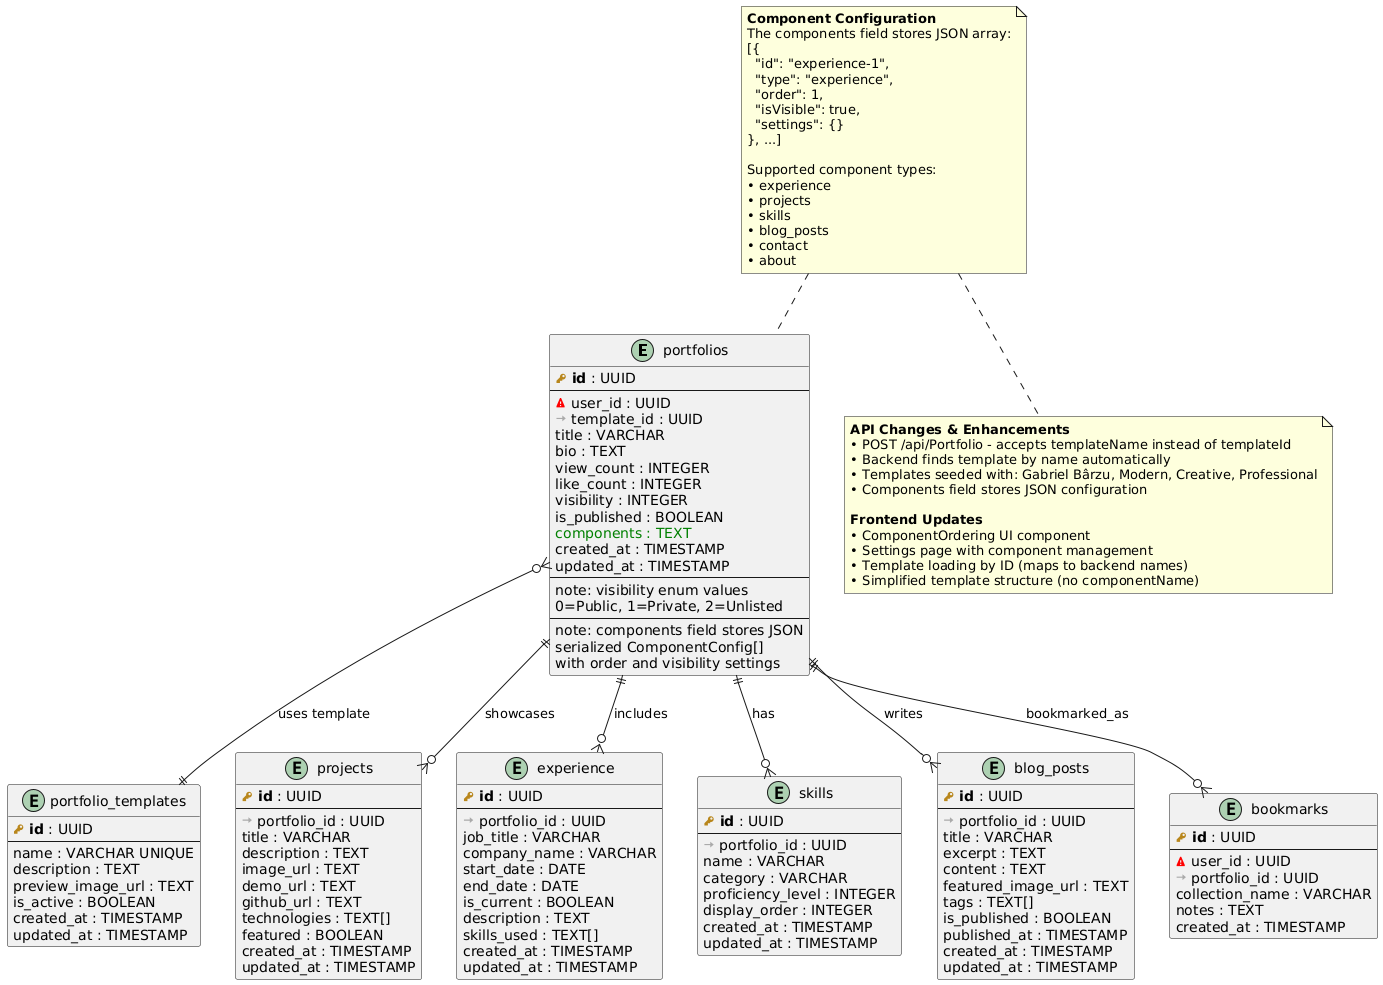 Component Configuration
The components field stores JSON array:
[{
  "id": "experience-1",
  "type": "experience",
  "order": 1,
  "isVisible": true,
  "settings": {}
}, ...]

Supported component types:
• experience
• projects
• skills
• blog_posts
• contact
• about
E portfolios
id : UUID
user_id : UUID
→ template_id : UUID
title : VARCHAR
bio : TEXT
view_count : INTEGER
like_count : INTEGER
visibility : INTEGER
is_published : BOOLEAN
components : TEXT
created_at : TIMESTAMP
updated_at : TIMESTAMP
note: visibility enum values
0=Public, 1=Private, 2=Unlisted
note: components field stores JSON
serialized ComponentConfig[]
with order and visibility settings
API Changes & Enhancements
• POST /api/Portfolio - accepts templateName instead of templateId
• Backend finds template by name automatically
• Templates seeded with: Gabriel Bârzu, Modern, Creative, Professional
• Components field stores JSON configuration

Frontend Updates
• ComponentOrdering UI component
• Settings page with component management
• Template loading by ID (maps to backend names)
• Simplified template structure (no componentName)
uses template
showcases
includes
has
writes
bookmarked_as
E portfolio_templates
id : UUID
name : VARCHAR UNIQUE
description : TEXT
preview_image_url : TEXT
is_active : BOOLEAN
created_at : TIMESTAMP
updated_at : TIMESTAMP
E projects
id : UUID
→ portfolio_id : UUID
title : VARCHAR
description : TEXT
image_url : TEXT
demo_url : TEXT
github_url : TEXT
technologies : TEXT[]
featured : BOOLEAN
created_at : TIMESTAMP
updated_at : TIMESTAMP
E experience
id : UUID
→ portfolio_id : UUID
job_title : VARCHAR
company_name : VARCHAR
start_date : DATE
end_date : DATE
is_current : BOOLEAN
description : TEXT
skills_used : TEXT[]
created_at : TIMESTAMP
updated_at : TIMESTAMP
E skills
id : UUID
→ portfolio_id : UUID
name : VARCHAR
category : VARCHAR
proficiency_level : INTEGER
display_order : INTEGER
created_at : TIMESTAMP
updated_at : TIMESTAMP
E blog_posts
id : UUID
→ portfolio_id : UUID
title : VARCHAR
excerpt : TEXT
content : TEXT
featured_image_url : TEXT
tags : TEXT[]
is_published : BOOLEAN
published_at : TIMESTAMP
created_at : TIMESTAMP
updated_at : TIMESTAMP
E bookmarks
id : UUID
user_id : UUID
→ portfolio_id : UUID
collection_name : VARCHAR
notes : TEXT
created_at : TIMESTAMP